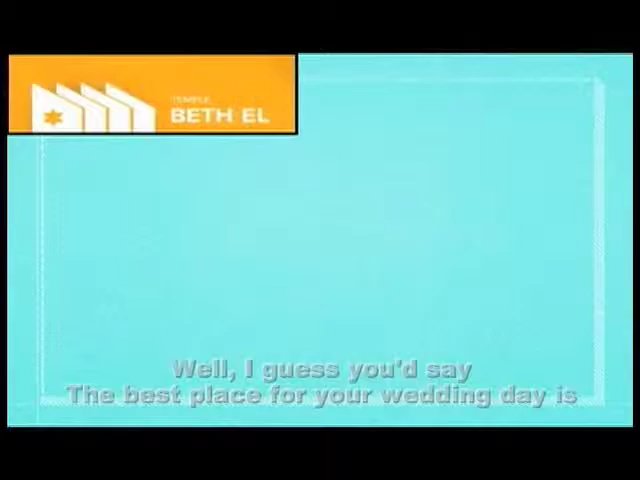 TEMPLE
BETH EL
Well, I guess you'd say
The best place for your wedding day is